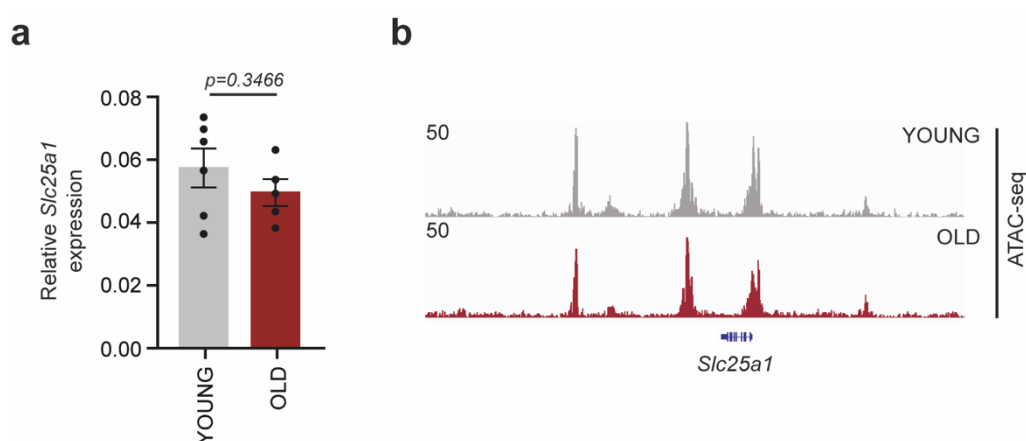 a
p=0.3466
Relative Slc25a1
expression
0.08
0.06
0.04
0.02
0.00
YOUNG
OLD
b
50
YOUNG
50
OLD
ATAC-seq
Slc25a1